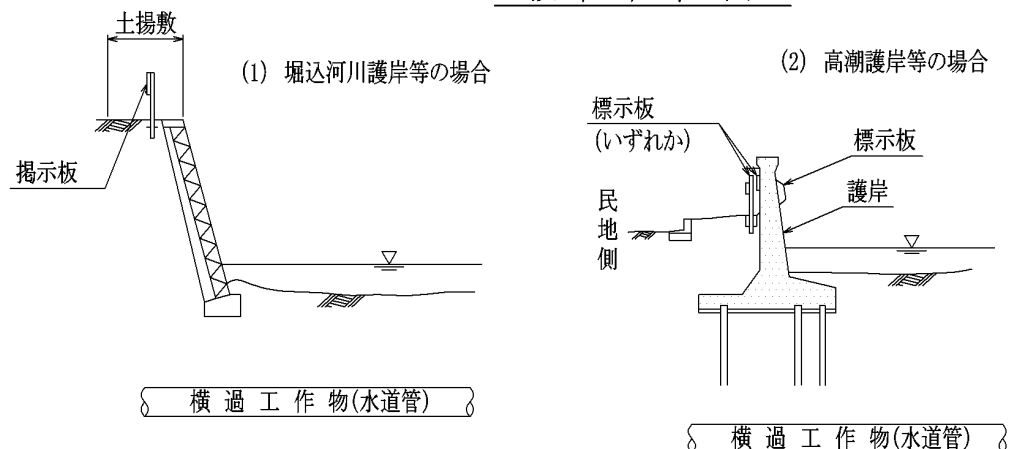 土揚敷
(1) 堀込河川護岸等の場合
掲示板
横過工作物(水道管)
(2) 高潮護岸等の場合
標示板
(いずれか)
標示板
護岸
民地側
横過工作物(水道管)